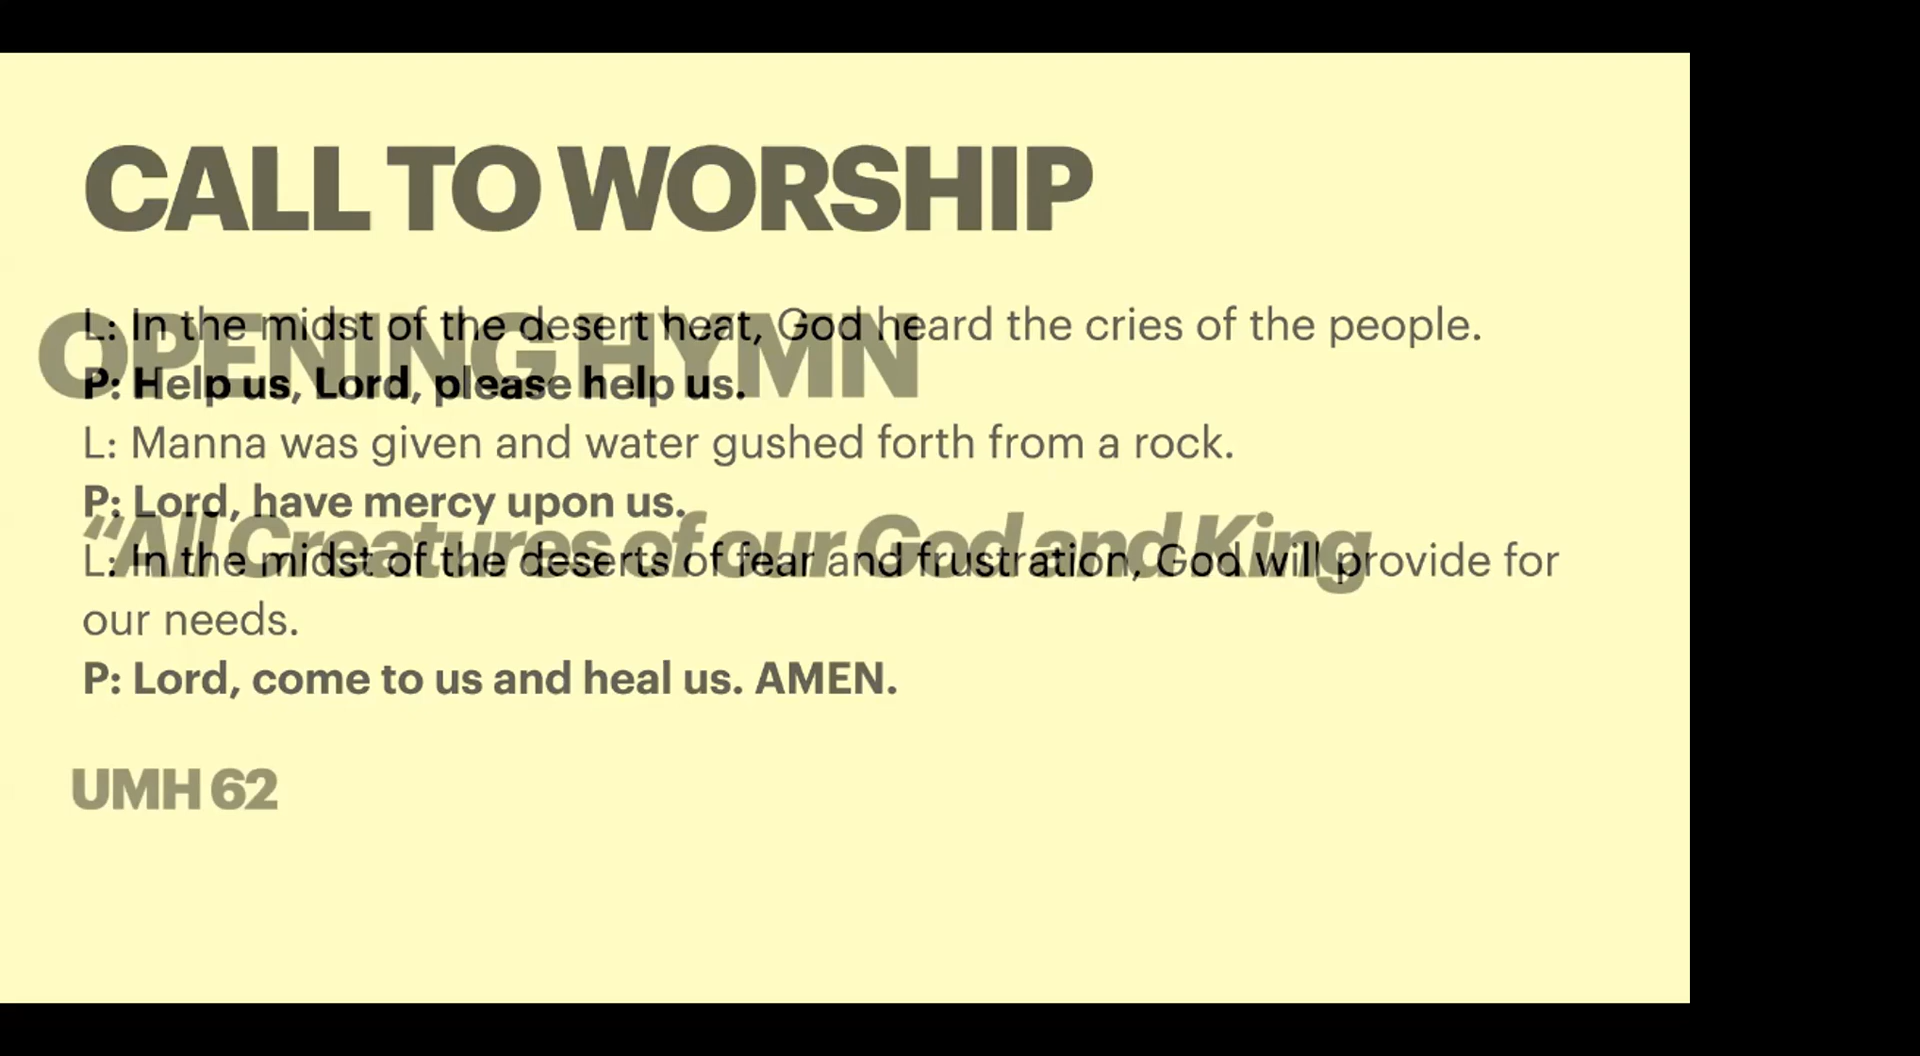 CALL TO WORSHIP
L: In the midst of the desert heat, God heard the cries of the people.
OPENING HYMN
P: Help us, Lord, please help us.
L: Manna was given and water gushed forth from a rock.
P: Lord, have mercy upon us.
“All Creatures of our God and King
L: In the midst of the deserts of fear and frustration, God will provide for
our needs.
P: Lord, come to us and heal us. AMEN.
UMH 62